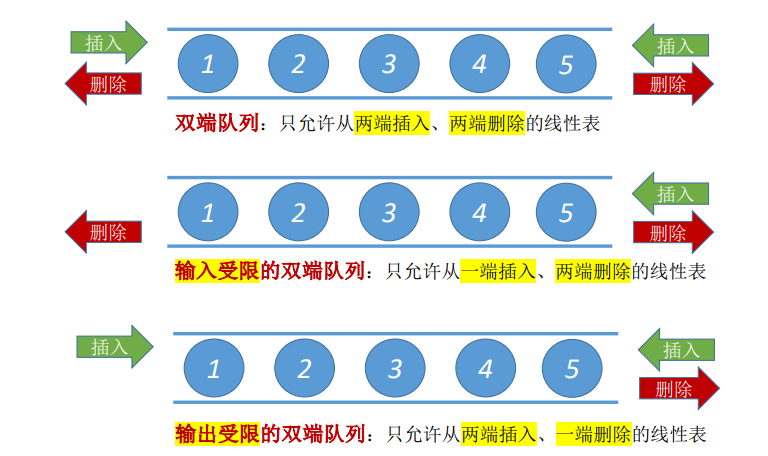 插入 1 2 3 4 5 插入
删除 删除
双端队列：只允许从两端插入、两端删除的线性表
1 2 3 4 5 插入
删除 删除
输入受限的双端队列：只允许从一端插入、两端删除的线性表
插入 1 2 3 4 5 插入
删除
输出受限的双端队列：只允许从两端插入、一端删除的线性表